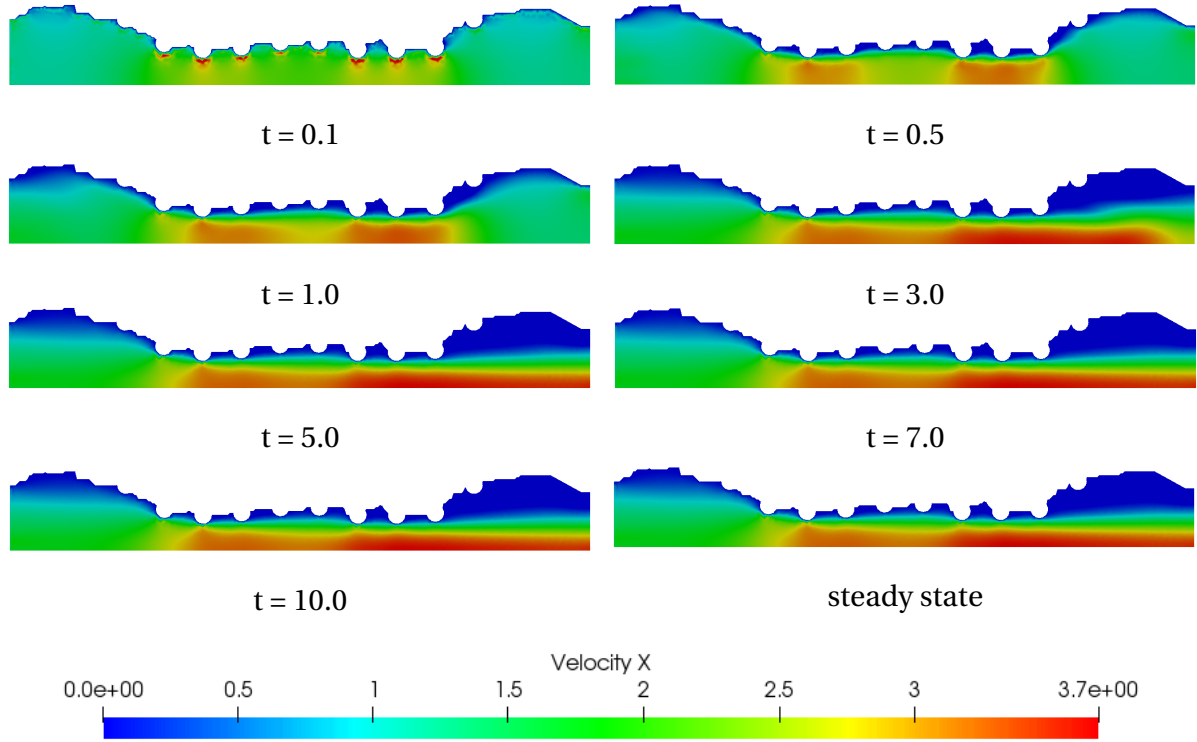 t = 0.1
t = 0.5
t = 1.0
t = 3.0
t = 5.0
t = 7.0
t = 10.0
steady state
Velocity X
0.0e+00 0.5 1 1.5 2 2.5 3 3.7e+00